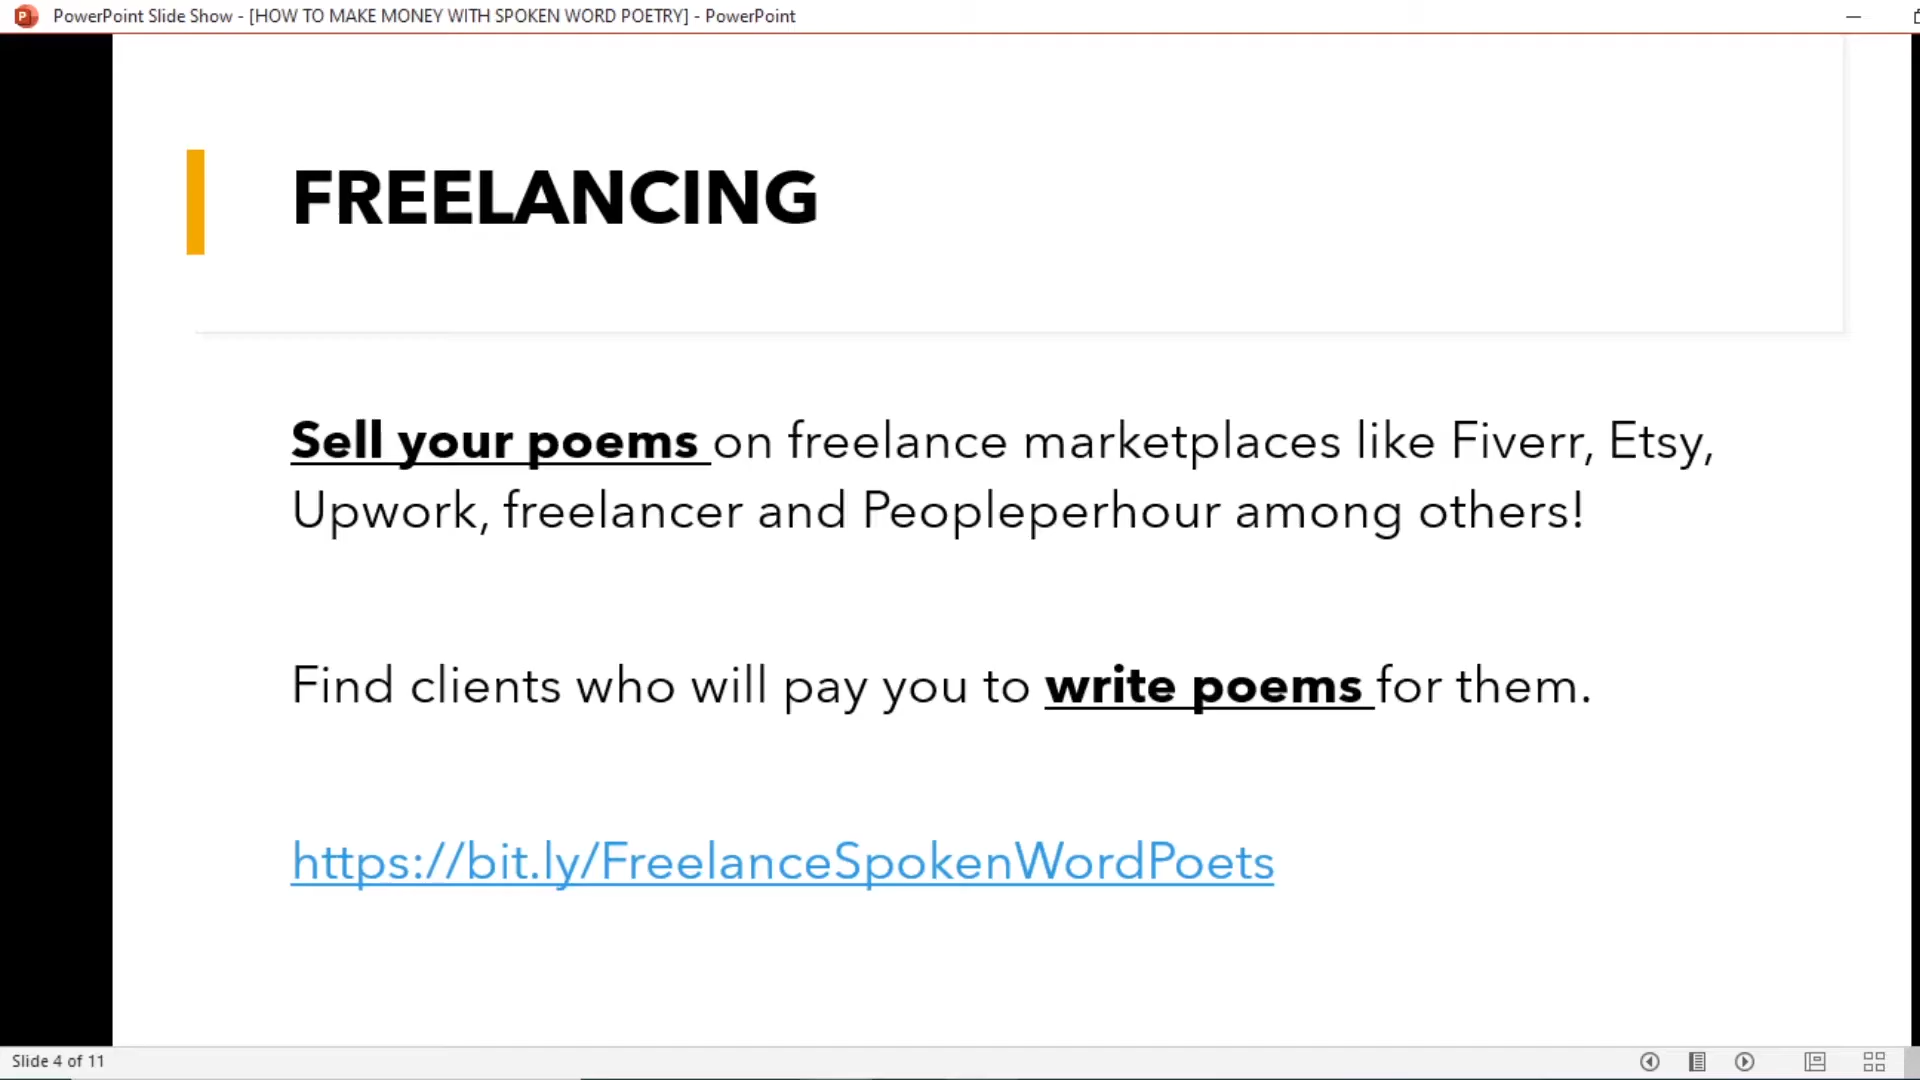 PowerPoint Slide Show - [HOW TO MAKE MONEY WITH SPOKEN WORD POETRY] - PowerPoint
FREELANCING
Sell your poems on freelance marketplaces like Fiverr, Etsy,
Upwork, freelancer and Peopleperhour among others!
Find clients who will pay you to write poems for them.
https://bit.ly/FreelanceSpokenWordPoets
Slide 4 of 11